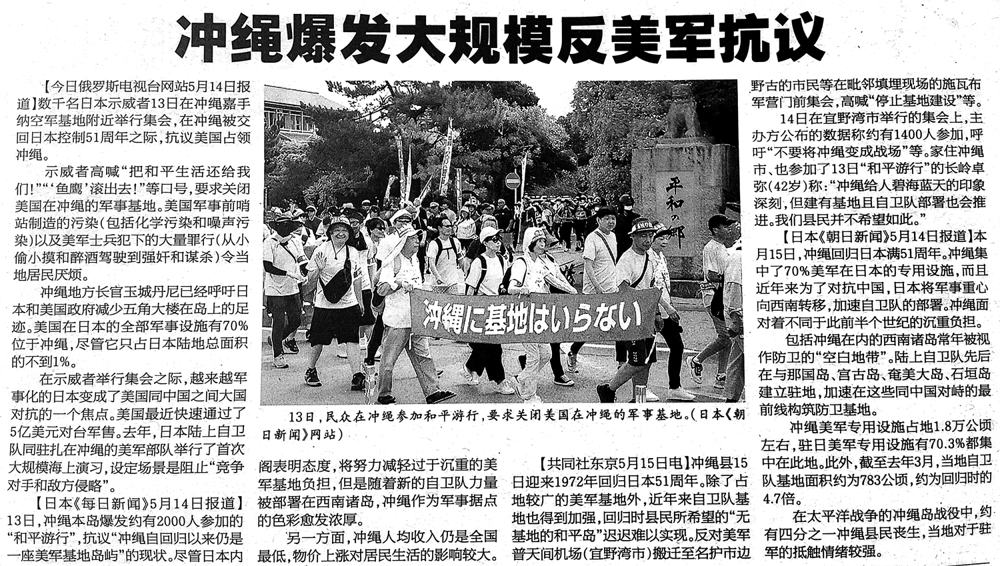 冲绳爆发大规模反美军抗议
【今日俄罗斯电视台网站5月14日报
道】数千名日本示威者13日在冲绳嘉手
纳空军基地附近举行集会,在冲绳被交
回日本控制51周年之际,抗议美国占领
冲绳。
示威者高喊“把和平生活还给我
们!”“‘鱼鹰’滚出去!”等口号,要求关闭
美国在冲绳的军事基地。美国军事前哨
站制造的污染(包括化学污染和噪声污
染)以及美军士兵犯下的大量罪行(从小
偷小摸和醉酒驾驶到强奸和谋杀)令当
地居民厌烦。
冲绳地方长官玉城丹尼已经呼吁日
本和美国政府减少五角大楼在岛上的足
迹。美国在日本的全部军事设施有70%
位于冲绳,尽管它只占日本陆地总面积
的不到1%。
在示威者举行集会之际,越来越军
事化的日本变成了美国同中国之间大国
对抗的一个焦点。美国最近快速通过了
5亿美元对台军售。去年,日本陆上自卫
队同驻扎在冲绳的美军部队举行了首次
大规模海上演习,设定场景是阻止“竞争
对手和敌方侵略”。
【日本《每日新闻》5月14日报道】
13日,冲绳本岛爆发约有2000人参加的
“和平游行”,抗议“冲绳自回归以来仍是
一座美军基地岛屿”的现状。尽管日本内
平和の郷
沖縄に基地はいらない
13日,民众在冲绳参加和平游行,要求关闭美国在冲绳的军事基地。(日本《朝
日新闻》网站)
阁表明态度,将努力减轻过于沉重的美
军基地负担,但是随着新的自卫队力量
被部署在西南诸岛,冲绳作为军事据点
的色彩愈发浓厚。
另一方面,冲绳人均收入仍是全国
最低,物价上涨对居民生活的影响较大。
【共同社东京5月15日电】冲绳县15
日迎来1972年回归日本51周年。除了占
地较广的美军基地外,近年来自卫队基
地也得到加强,回归时县民所希望的“无
基地的和平岛”迟迟难以实现。反对美军
普天间机场(宜野湾市)搬迁至名护市边
野古的市民等在毗邻填埋现场的施瓦布
军营门前集会,高喊“停止基地建设”等。
14日在宜野湾市举行的集会上,主
办方公布的数据称约有1400人参加,呼
吁“不要将冲绳变成战场”等。家住冲绳
市、也参加了13日“和平游行”的长岭卓
弥(42岁)称:“冲绳给人碧海蓝天的印象
深刻,但建有基地且自卫队部署也会推
进。我们县民并不希望如此。”
【日本《朝日新闻》5月14日报道】本
月15日,冲绳回归日本满51周年。冲绳集
中了70%美军在日本的专用设施,而且
近年来为了对抗中国,日本将军事重心
向西南转移,加速自卫队的部署。冲绳面
对着不同于此前半个世纪的沉重负担。
包括冲绳在内的西南诸岛常年被视
作防卫的“空白地带”。陆上自卫队先后
在与那国岛、宫古岛、奄美大岛、石垣岛
建立驻地,加速在这些同中国对峙的最
前线构筑防卫基地。
冲绳美军专用设施占地1.8万公顷
左右,驻日美军专用设施有70.3%都集
中在此地。此外,截至去年3月,当地自卫
队基地面积约为783公顷,约为回归时的
4.7倍。
在太平洋战争的冲绳岛战役中,约
有四分之一冲绳县民丧生,当地对于驻
军的抵触情绪较强。